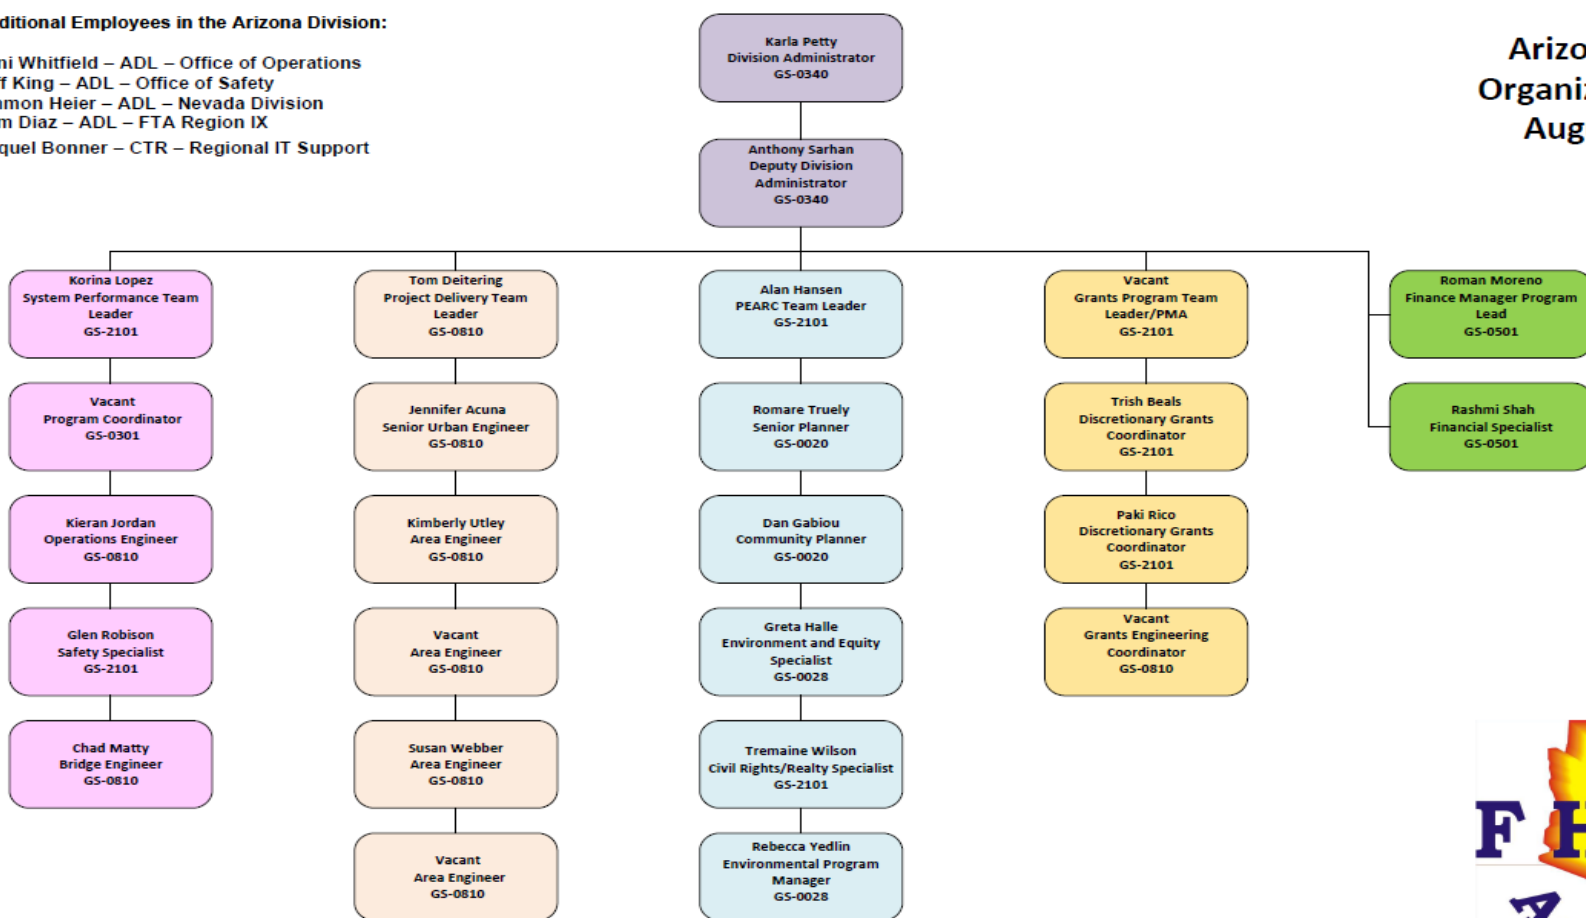 ditional Employees in the Arizona Division:
ni Whitfield – ADL – Office of Operations
ff King – ADL – Office of Safety
mon Heier – ADL – Nevada Division
m Diaz – ADL – FTA Region IX
quel Bonner – CTR – Regional IT Support
Karla Petty
Division Administrator
GS-0340
Arizo
Organiz
Aug
Anthony Sarhan
Deputy Division
Administrator
GS-0340
Korina Lopez
System Performance Team
Leader
GS-2101
Vacant
Program Coordinator
GS-0301
Kieran Jordan
Operations Engineer
GS-0810
Glen Robison
Safety Specialist
GS-2101
Chad Matty
Bridge Engineer
GS-0810
Tom Deitering
Project Delivery Team
Leader
GS-0810
Jennifer Acuna
Senior Urban Engineer
GS-0810
Kimberly Utley
Area Engineer
GS-0810
Vacant
Area Engineer
GS-0810
Susan Webber
Area Engineer
GS-0810
Vacant
Area Engineer
GS-0810
Alan Hansen
PEARC Team Leader
GS-2101
Romare Truely
Senior Planner
GS-0020
Dan Gabiou
Community Planner
GS-0020
Greta Halle
Environment and Equity
Specialist
GS-0028
Tremaine Wilson
Civil Rights/Realty Specialist
GS-2101
Rebecca Yedlin
Environmental Program
Manager
GS-0028
Vacant
Grants Program Team
Leader/PMA
GS-2101
Trish Beals
Discretionary Grants
Coordinator
GS-2101
Paki Rico
Discretionary Grants
Coordinator
GS-2101
Vacant
Grants Engineering
Coordinator
GS-0810
Roman Moreno
Finance Manager Program
Lead
GS-0501
Rashmi Shah
Financial Specialist
GS-0501
F H
A